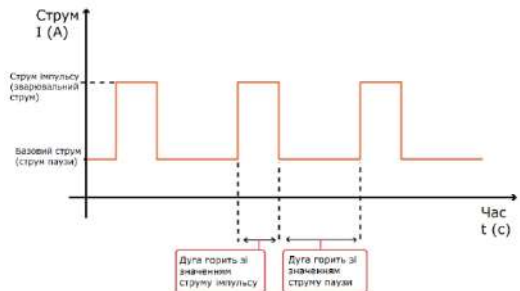 Струм
I (А)
Струм імпульсу
(зварювальний
струм)
Базовий струм
(струм паузи)
Час
t (c)
Дуга горить зі
значенням
струму імпульсу
Дуга горить зі
значенням
струму паузи